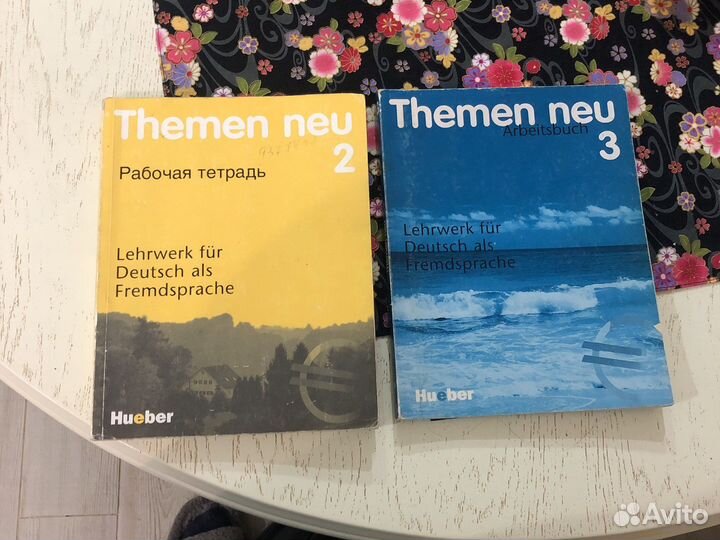 Themen neu
2
Рабочая тетрадь
Lehrwerk für
Deutsch als
Fremdsprache
Hueber
Themen neu
Arbeitsbuch
3
Lehrwerk für
Deutsch als
Fremdsprache
Hueber
Avito